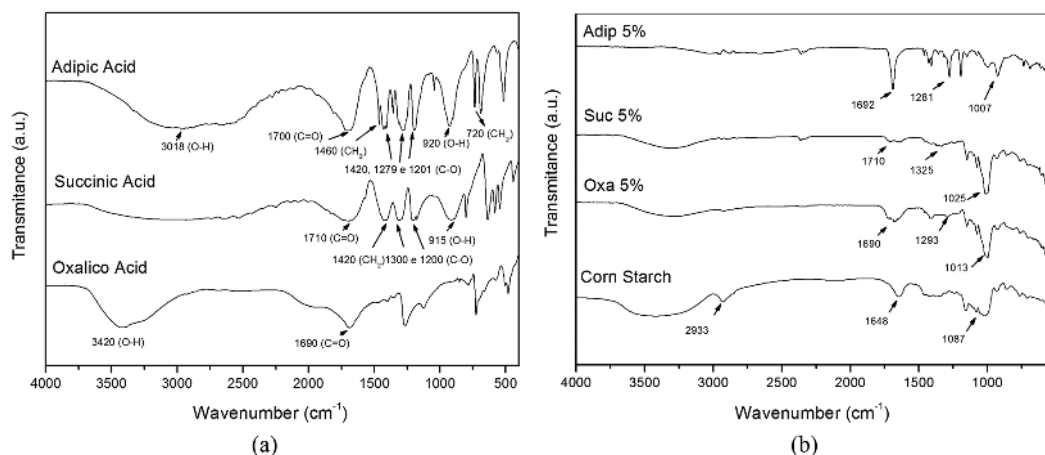 Transmitance (a.u.)
Adipic Acid
3018 (O-H)
1700 (C=O)
1460 (CH2)
1420, 1279 e 1201 (C-O)
920 (O-H)
720 (CH2)
Succinic Acid
1710 (C=O)
1420 (CH2)
1300 e 1200 (C-O)
915 (O-H)
Oxalico Acid
3420 (O-H)
1690 (C=O)
4000 3500 3000 2500 2000 1500 1000 500
Wavenumber (cm-1)
(a)
Transmitance (a.u.)
Adip 5%
1692
1281
1007
Suc 5%
1710
1325
1025
Oxa 5%
1690
1293
1013
Corn Starch
2933
1648
1087
4000 3000 2000 1000
Wavenumber (cm-1)
(b)